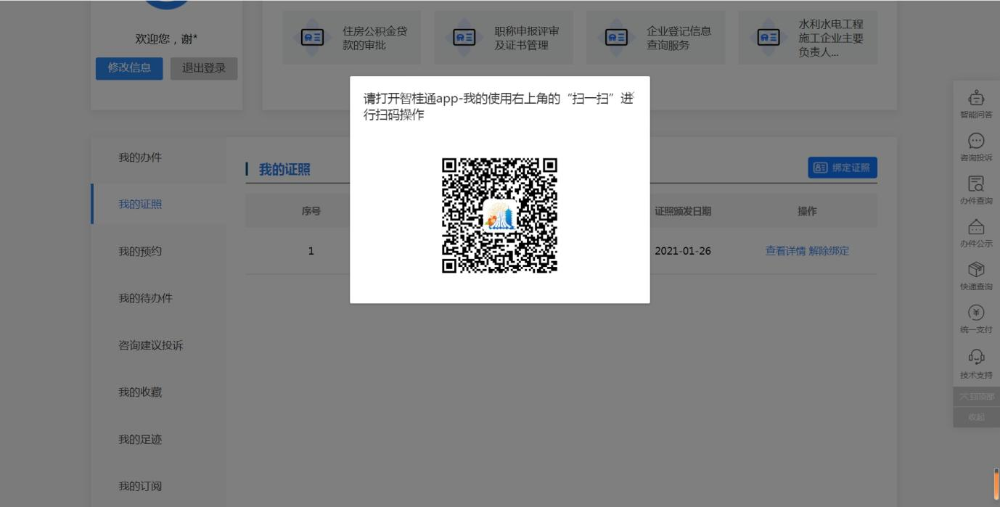 欢迎您，谢*
修改信息 退出登录
住房公积金贷
款的审批
职称申报评审
及证书管理
企业登记信息
查询服务
水利水电工程
施工企业主要
负责人...
请打开智桂通app-我的使用右上角的“扫一扫”进
行扫码操作
我的办件
我的证照
我的预约
我的待办件
咨询建议投诉
我的收藏
我的足迹
我的订阅
我的证照
绑定证照
序号 证照颁发日期 操作
1 2021-01-26 查看详情 解除绑定
智能问答
咨询投诉
办件查询
办件公示
快递查询
统一支付
技术支持
回顶部
收起